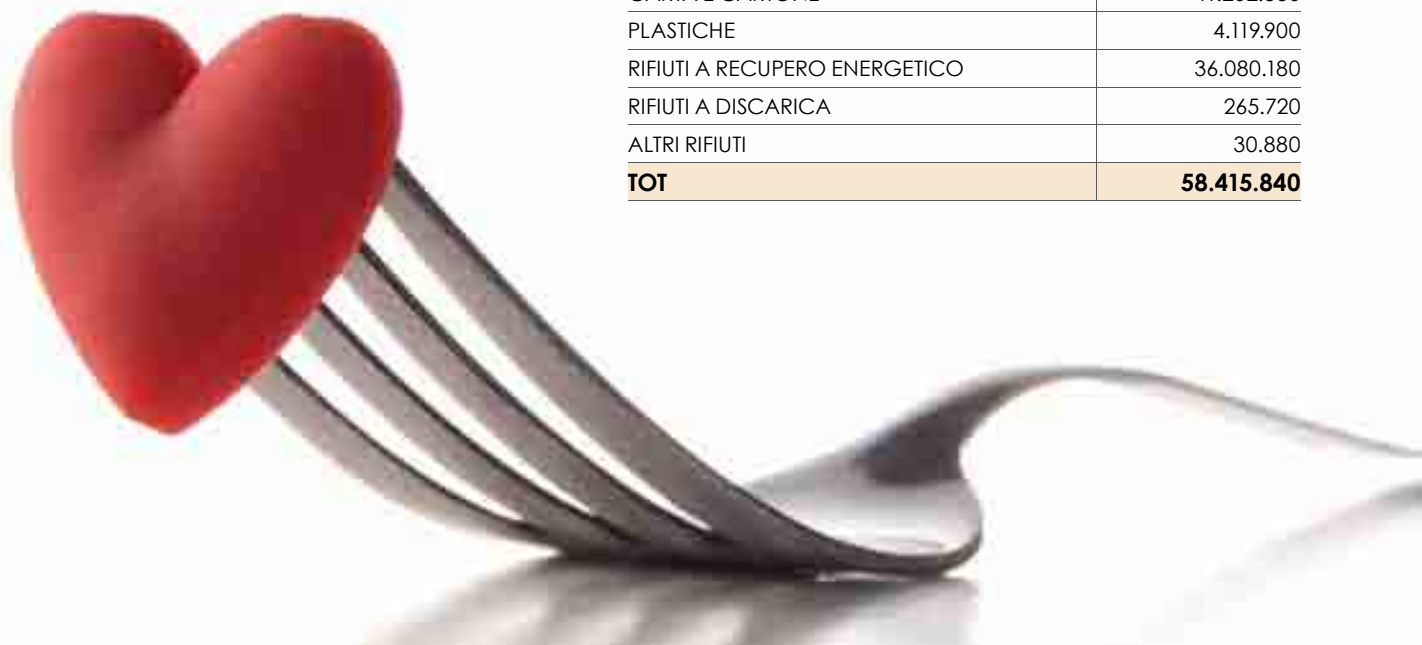 PLASTICHE 4.119.900
RIFIUTI A RECUPERO ENERGETICO 36.080.180
RIFIUTI A DISCARICA 265.720
ALTRI RIFIUTI 30.880
TOT 58.415.840